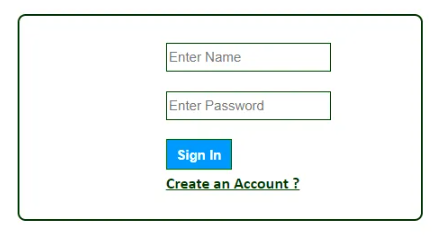 Enter Name
Enter Password
Sign In
Create an Account ?